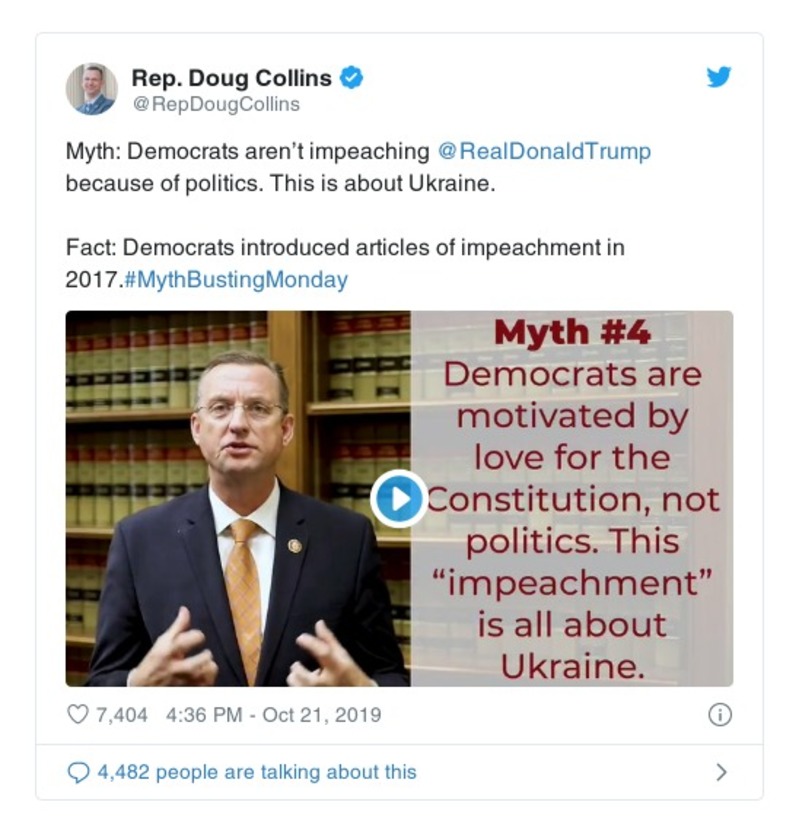 Rep. Doug Collins
@RepDougCollins
Myth: Democrats aren’t impeaching @RealDonaldTrump
because of politics. This is about Ukraine.
Fact: Democrats introduced articles of impeachment in
2017.#MythBustingMonday
Myth #4
Democrats are
motivated by
love for the
Constitution, not
politics. This
“impeachment”
is all about
Ukraine.
7,404 4:36 PM - Oct 21, 2019
4,482 people are talking about this